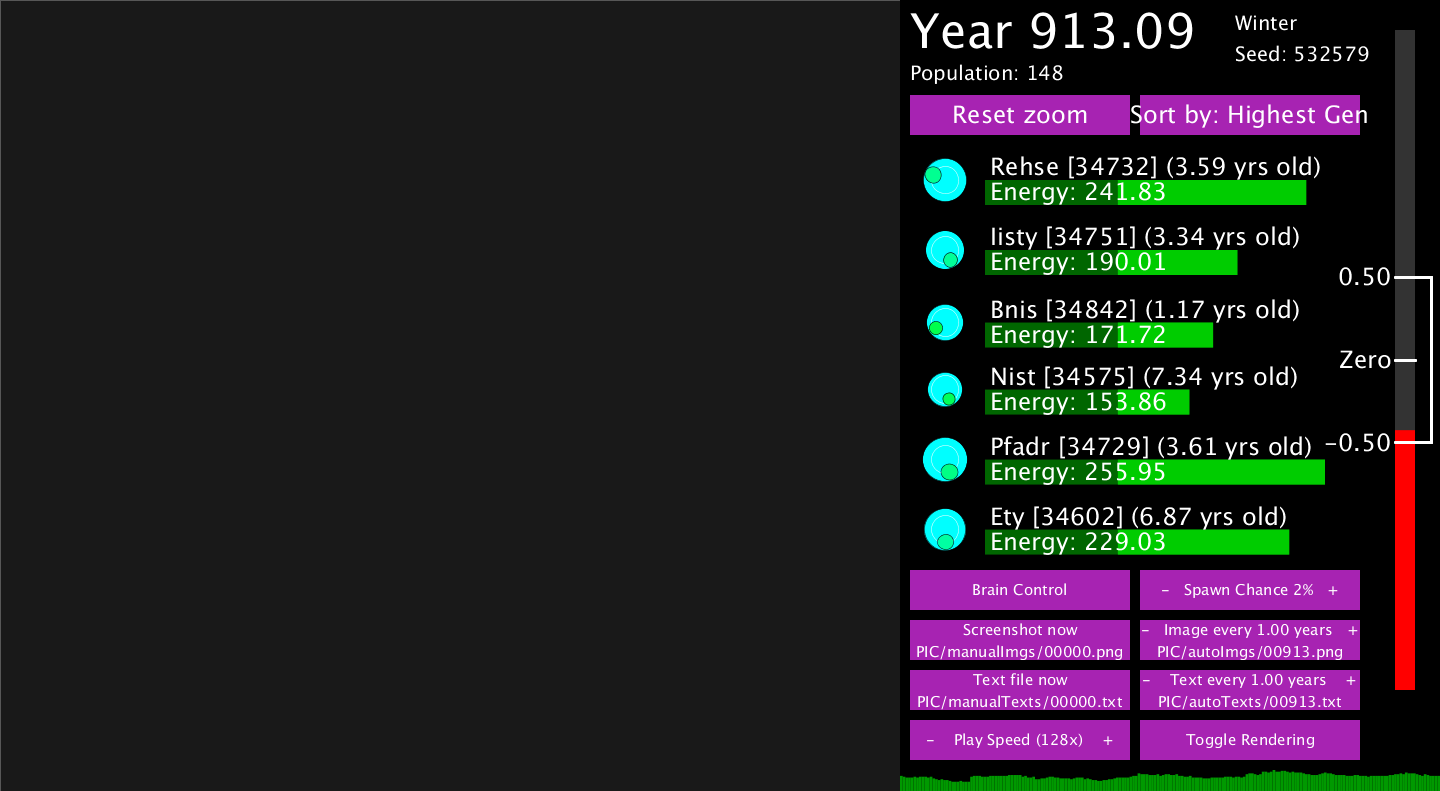 Year 913.09
Winter
Seed: 532579
Population: 148
Reset zoom
Sort by: Highest Gen
Rehse [34732] (3.59 yrs old)
Energy: 241.83
Iisty [34751] (3.34 yrs old)
Energy: 190.01
0.50
Bnis [34842] (1.17 yrs old)
Energy: 171.72
Zero
Nist [34575] (7.34 yrs old)
Energy: 153.86
Pfadr [34729] (3.61 yrs old)
-0.50
Energy: 255.95
Ety [34602] (6.87 yrs old)
Energy: 229.03
Brain Control
- Spawn Chance 2% +
Screenshot now
PIC/manualImgs/00000.png
- Image every 1.00 years +
PIC/autoImgs/00913.png
Text file now
PIC/manualTexts/00000.txt
- Text every 1.00 years +
PIC/autoTexts/00913.txt
- Play Speed (128x) +
Toggle Rendering